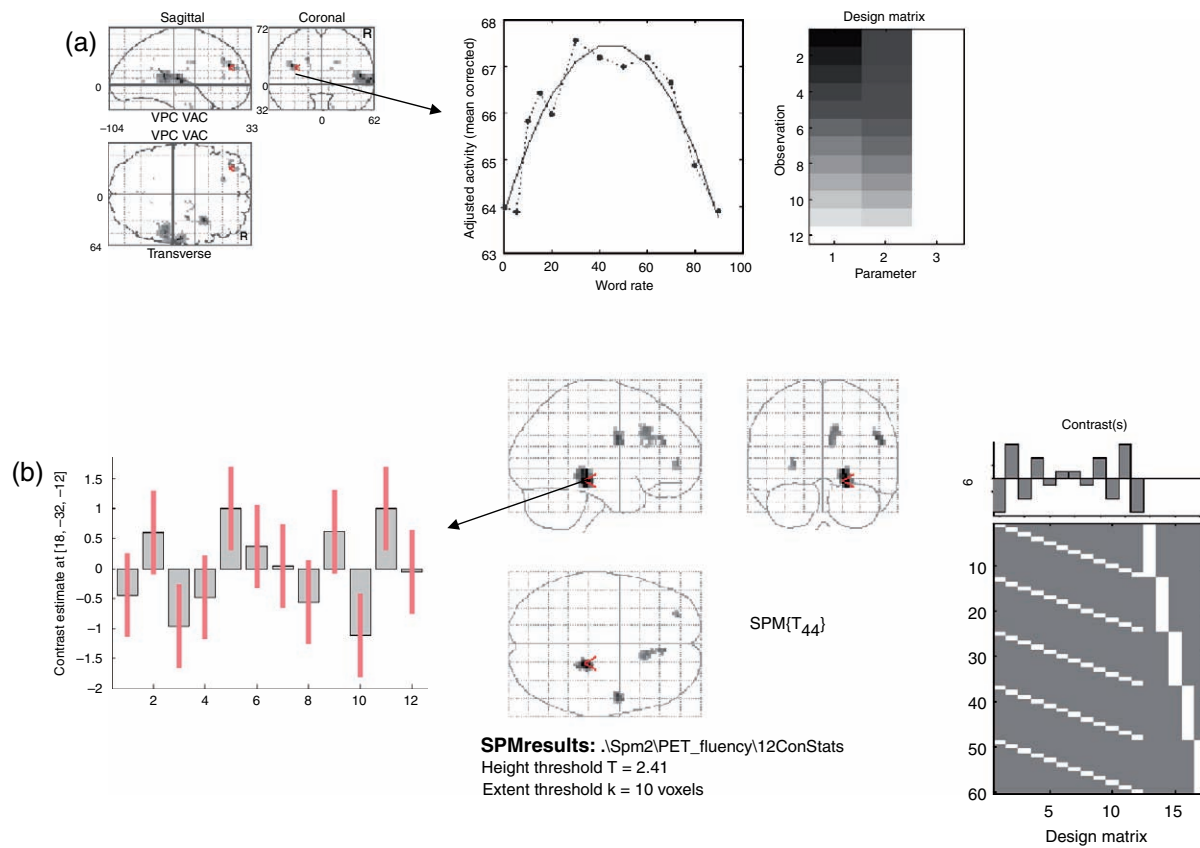 (a)
Sagittal
Coronal
72
R
0
0
32
VPC VAC
−104
33
0
62
VPC VAC
0
64
R
Transverse
Adjusted activity (mean corrected)
68
67
66
65
64
63
0
20
40
60
80
100
Word rate
Design matrix
Observation
2
4
6
8
10
12
1
2
3
Parameter
(b)
Contrast estimate at [18, −32, −12]
1.5
1
0.5
0
−0.5
−1
−1.5
−2
2
4
6
8
10
12
SPM{T44}
SPMresults: .\Spm2\PET_fluency\12ConStats
Height threshold T = 2.41
Extent threshold k = 10 voxels
Contrast(s)
6
10
20
30
40
50
60
5
10
15
Design matrix